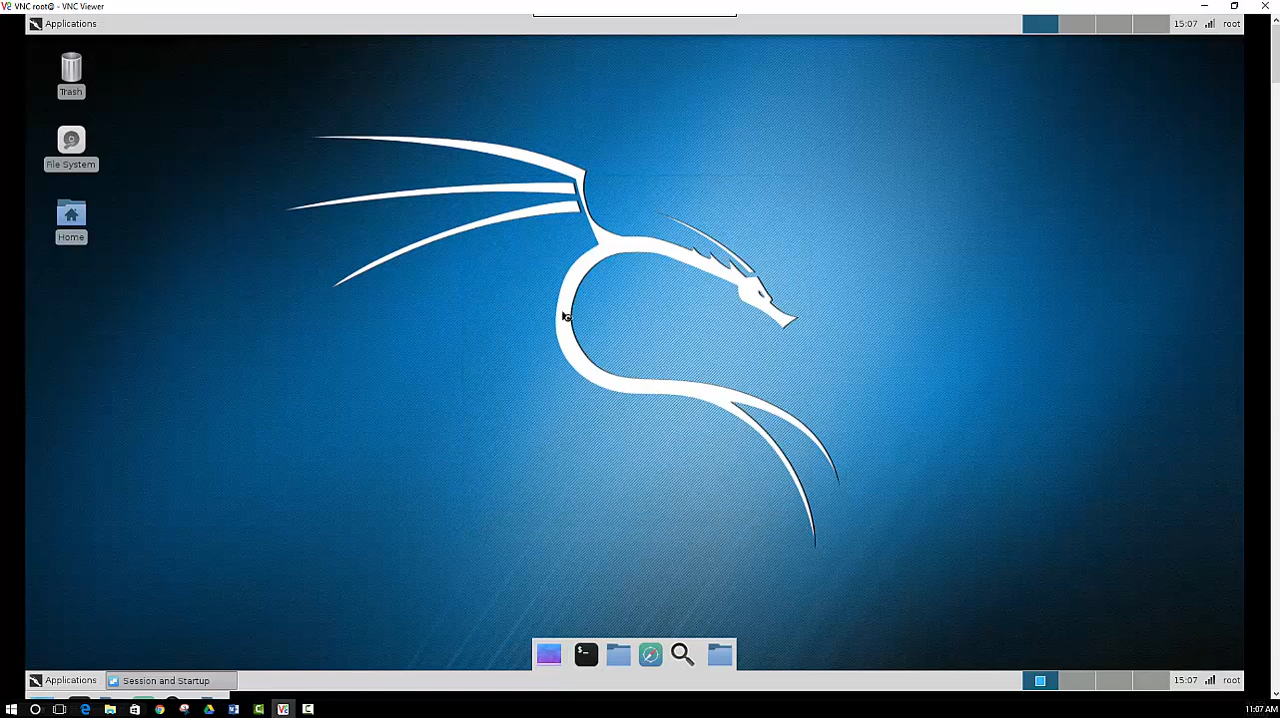 VNC root@ - VNC Viewer
Applications
15:07
root
Trash
File System
Home
$_
Applications
Session and Startup
15:07
root
11:07 AM